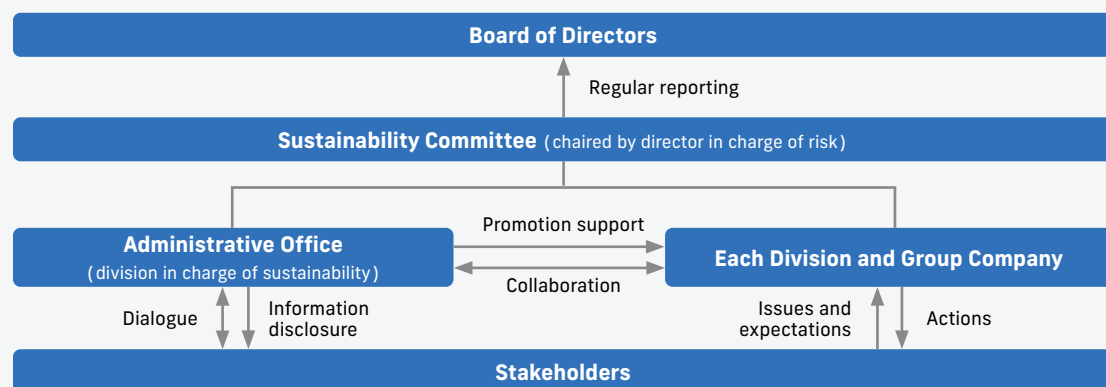 Board of Directors
Regular reporting
Sustainability Committee (chaired by director in charge of risk)
Promotion support
Administrative Office
(division in charge of sustainability)
Each Division and Group Company
Collaboration
Dialogue
Information
disclosure
Issues and
expectations
Actions
Stakeholders